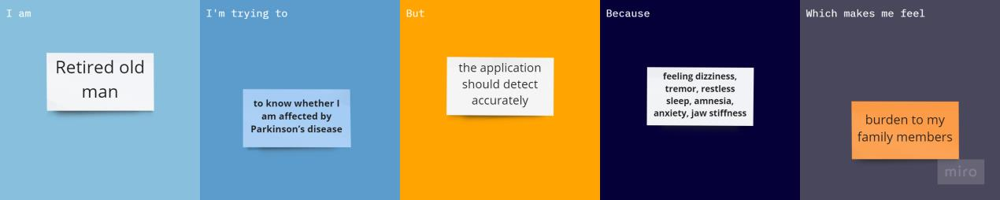 I am
Retired old
man
I'm trying to
to know whether I
am affected by
Parkinson's disease
But
the application
should detect
accurately
Because
feeling dizziness,
tremor, restless
sleep, amnesia,
anxiety, jaw stiffness
Which makes me feel
burden to my
family members
miro